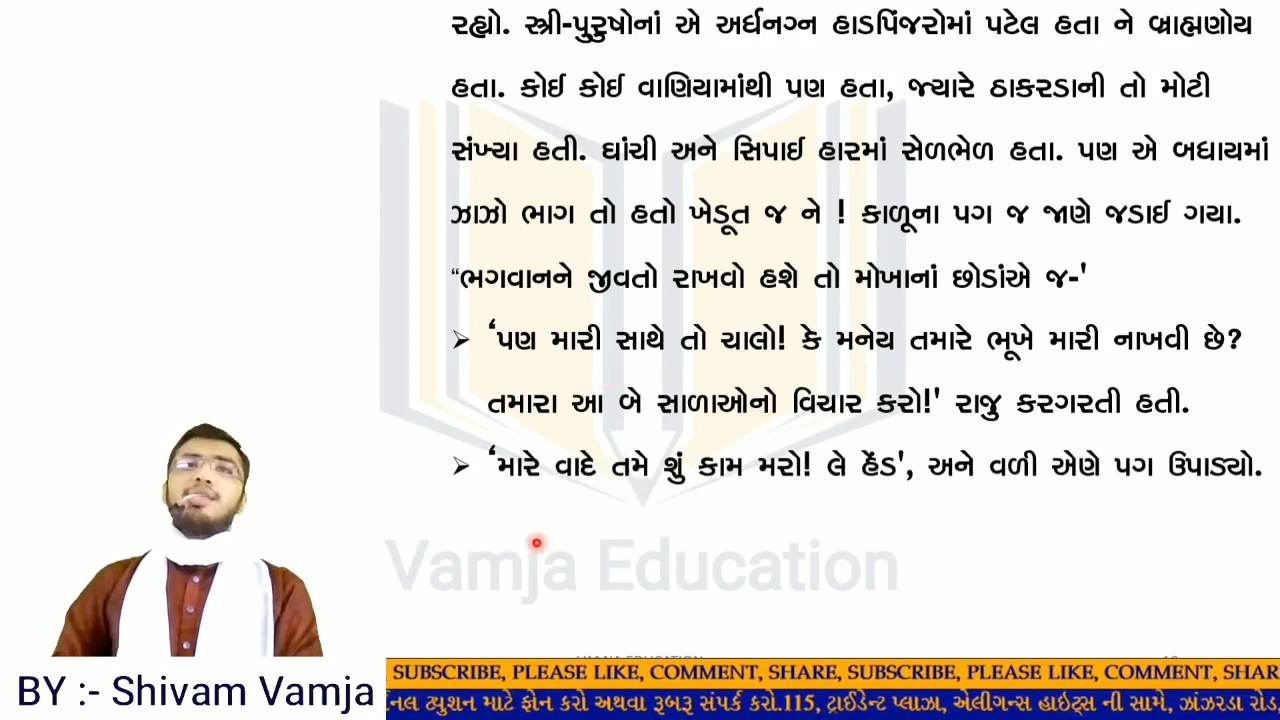 રહ્યો. સ્ત્રી-પુરુષોનાં એ અર્ધનગ્ન હાડપિંજરોમાં પટેલ હતા ને બ્રાહ્મણોય
હતા. કોઈ કોઈ વાણિયામાંથી પણ હતા, જ્યારે ઠાકરડાની તો મોટી
સંખ્યા હતી. ઘાંચી અને સિપાઈ હારમાં સેળભેળ હતા. પણ એ બધાયમાં
ઝાઝો ભાગ તો હતો ખેડૂત જ ને ! કાળૂના પગ જ જાણે જડાઈ ગયા.
“ભગવાનને જીવતો રાખવો હશે તો મોખાનાં છોડાંએ જ-'
➢ ‘પણ મારી સાથે તો ચાલો! કે મનેય તમારે ભૂખે મારી નાખવી છે?
તમારા આ બે સાળાઓનો વિચાર કરો!' રાજુ કરગરતી હતી.
➢ ‘મારે વાદે તમે શું કામ મરો! લે હેંડ', અને વળી એણે પગ ઉપાડ્યો.
Vamja Education
BY :- Shivam Vamja
SUBSCRIBE, PLEASE LIKE, COMMENT, SHARE, SUBSCRIBE, PLEASE LIKE, COMMENT, SHAR
ર્નલ ટ્યુશન માટે ફોન કરો અથવા રૂબરૂ સંપર્ક કરો.115, ટ્રાઈડેન્ટ પ્લાઝા, એલીગન્સ હાઇટ્સ ની સામે, ઝાંઝરડા રોડ,